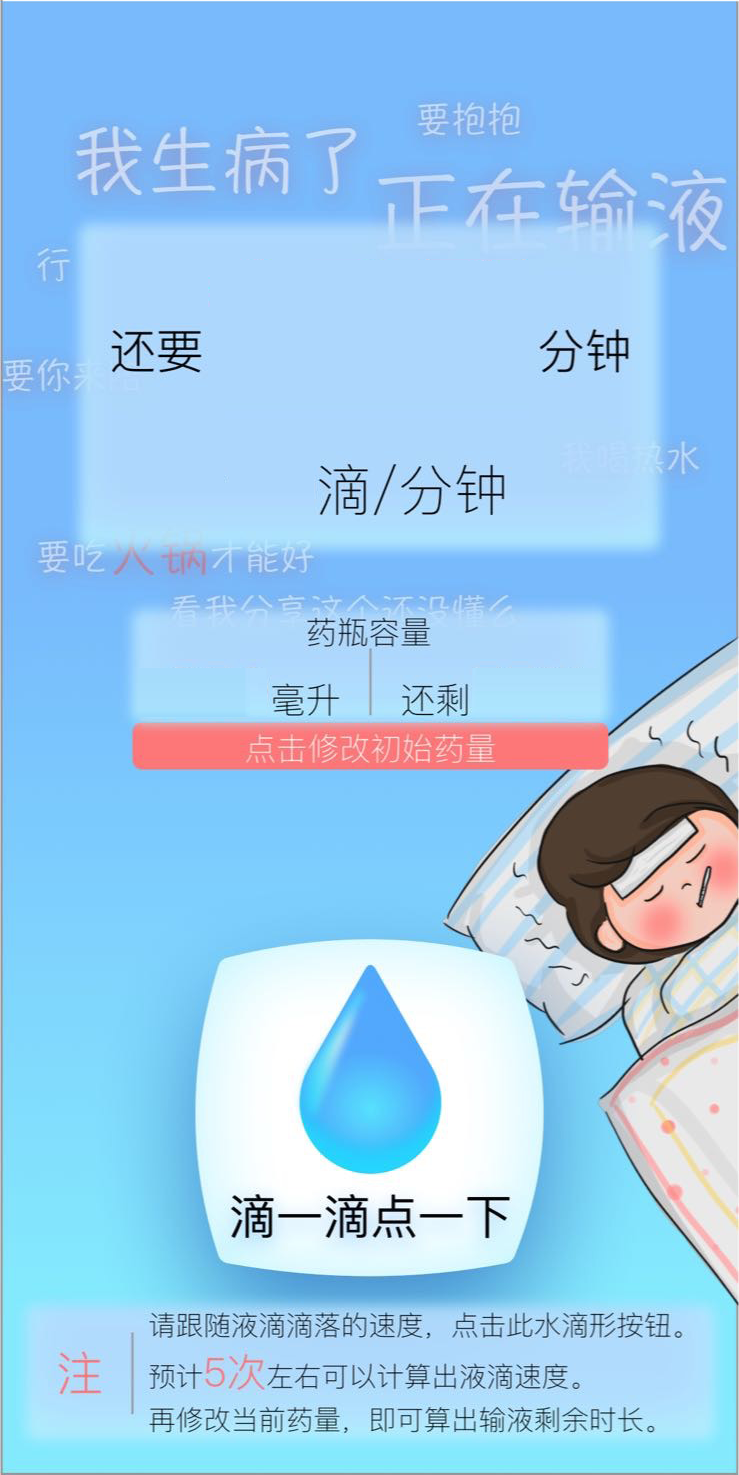 要抱抱
我生病了
正在输液
行
还要 分钟
要你来陪
我喝热水
滴/分钟
要吃火锅才能好
看我分享这个还没懂么
药瓶容量
毫升 还剩
点击修改初始药量
滴一滴点一下
注
请跟随液滴滴落的速度，点击此水滴形按钮。
预计5次左右可以计算出液滴速度。
再修改当前药量，即可算出输液剩余时长。